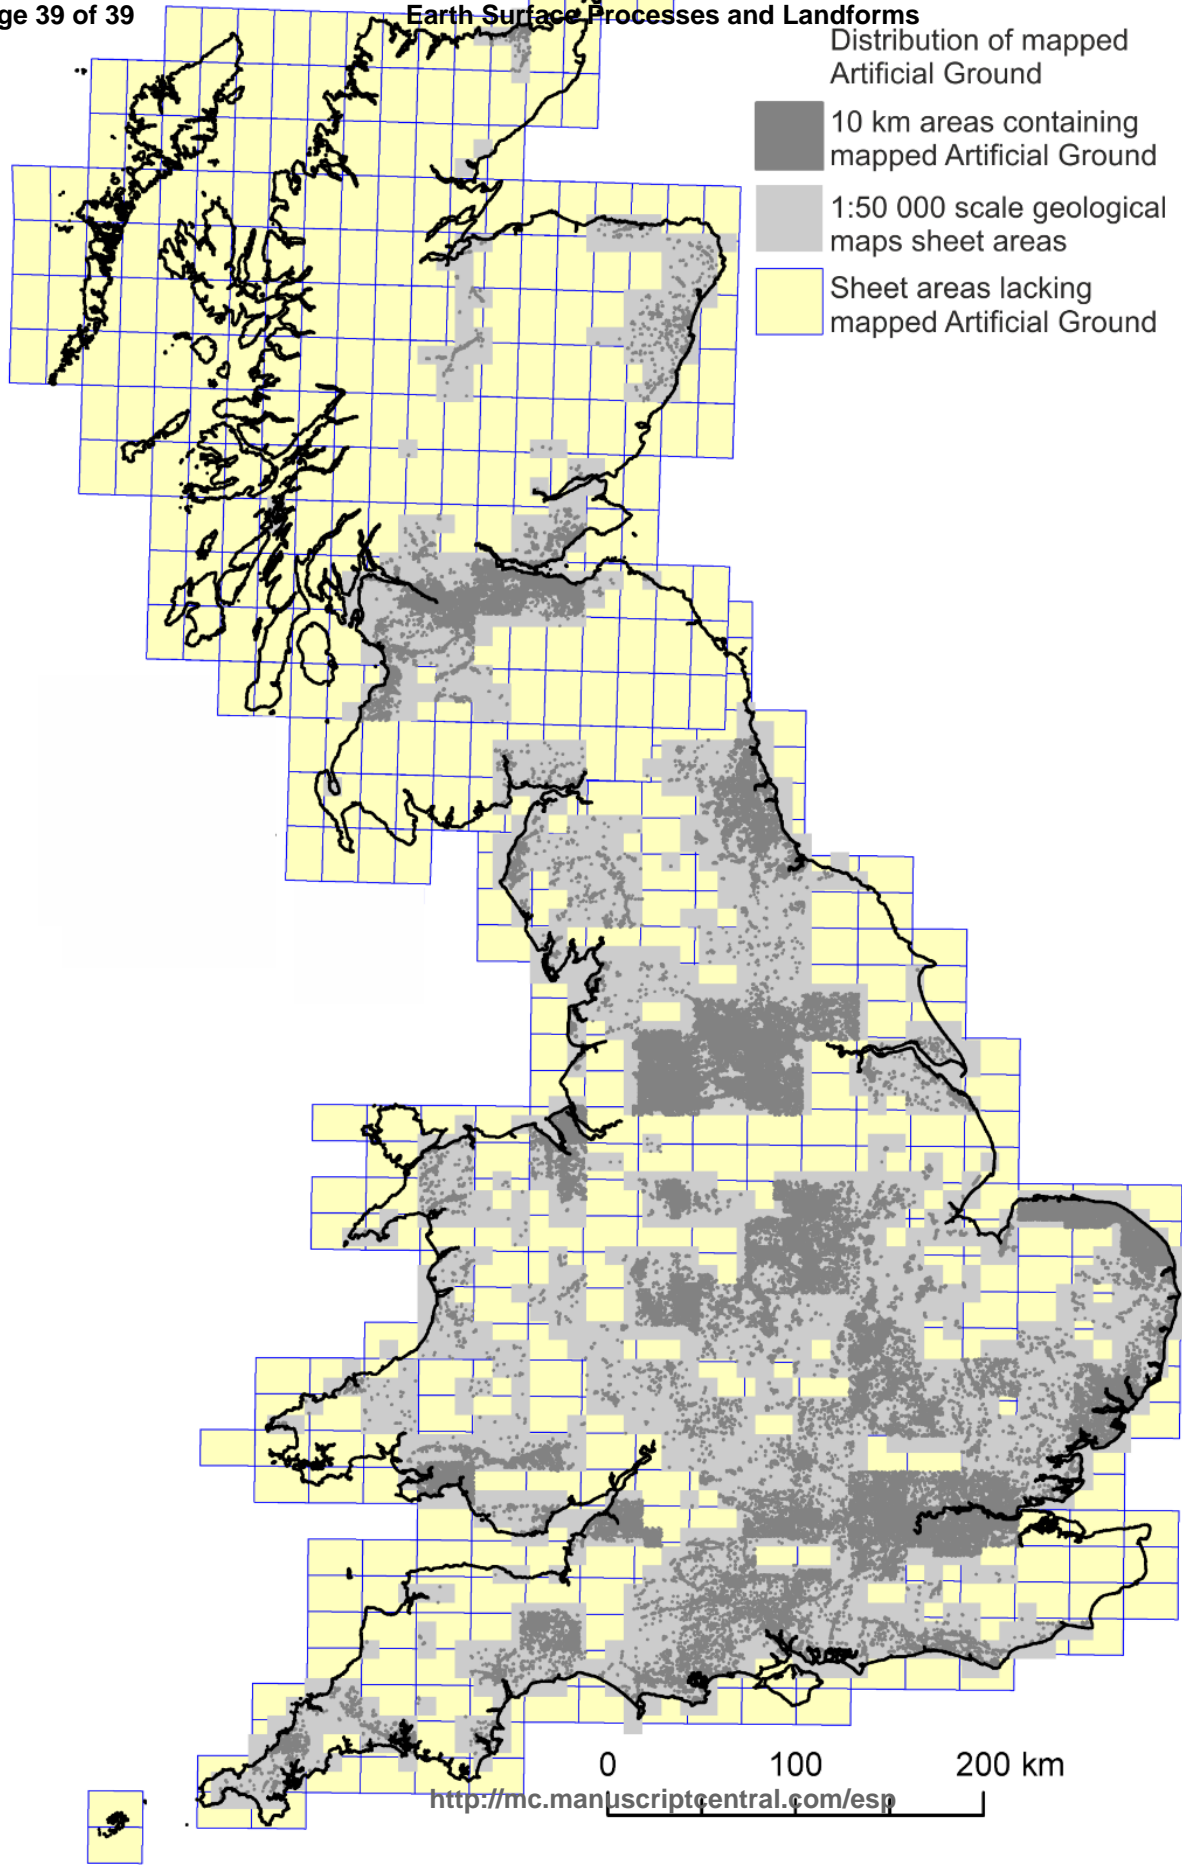 ge 39 of 39
Earth Surface Processes and Landforms
Distribution of mapped
Artificial Ground
10 km areas containing
mapped Artificial Ground
1:50 000 scale geological
maps sheet areas
Sheet areas lacking
mapped Artificial Ground
0 100 200 km
http://mc.manuscriptcentral.com/esp